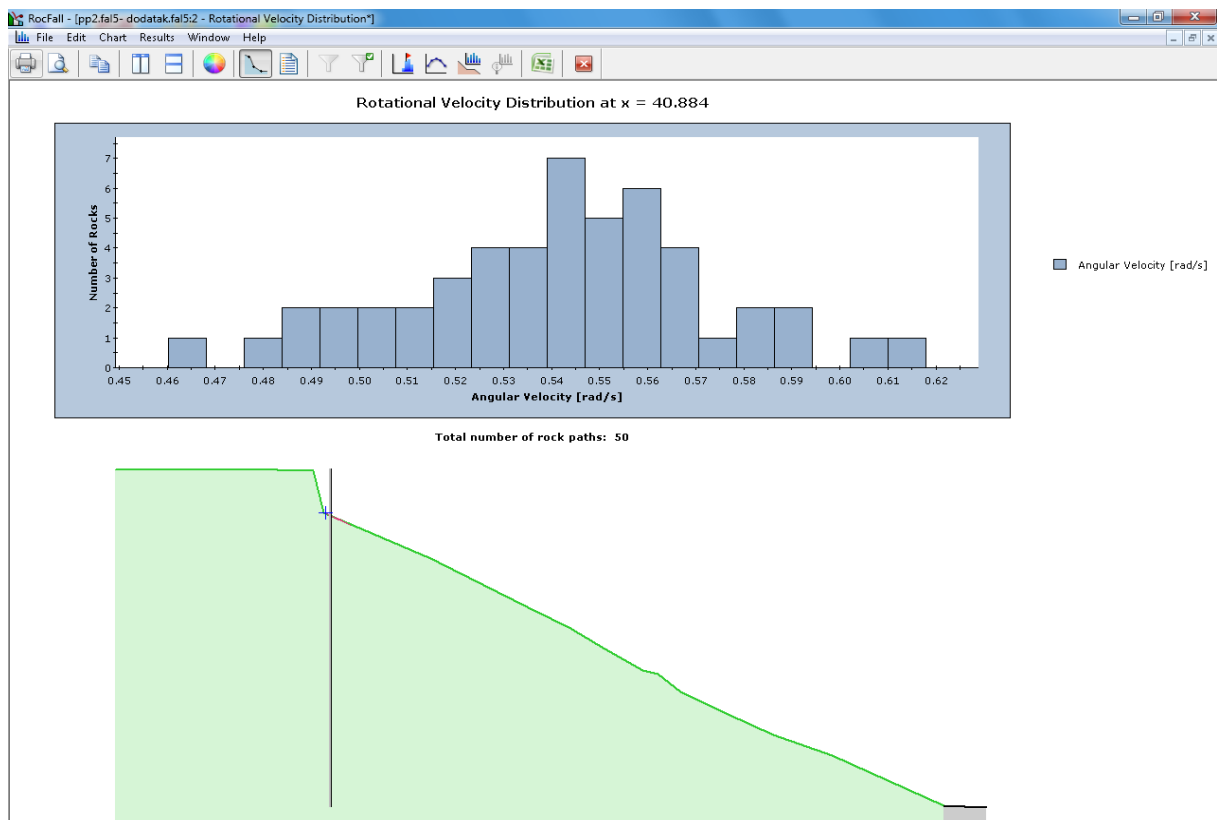 RocFall - [pp2.fal5- dodatak.fal5:2 - Rotational Velocity Distribution*]
File Edit Chart Results Window Help
Rotational Velocity Distribution at x = 40.884
7
6
5
4
3
2
1
0
Number of Rocks
0.45 0.46 0.47 0.48 0.49 0.50 0.51 0.52 0.53 0.54 0.55 0.56 0.57 0.58 0.59 0.60 0.61 0.62
Angular Velocity [rad/s]
Angular Velocity [rad/s]
Total number of rock paths: 50